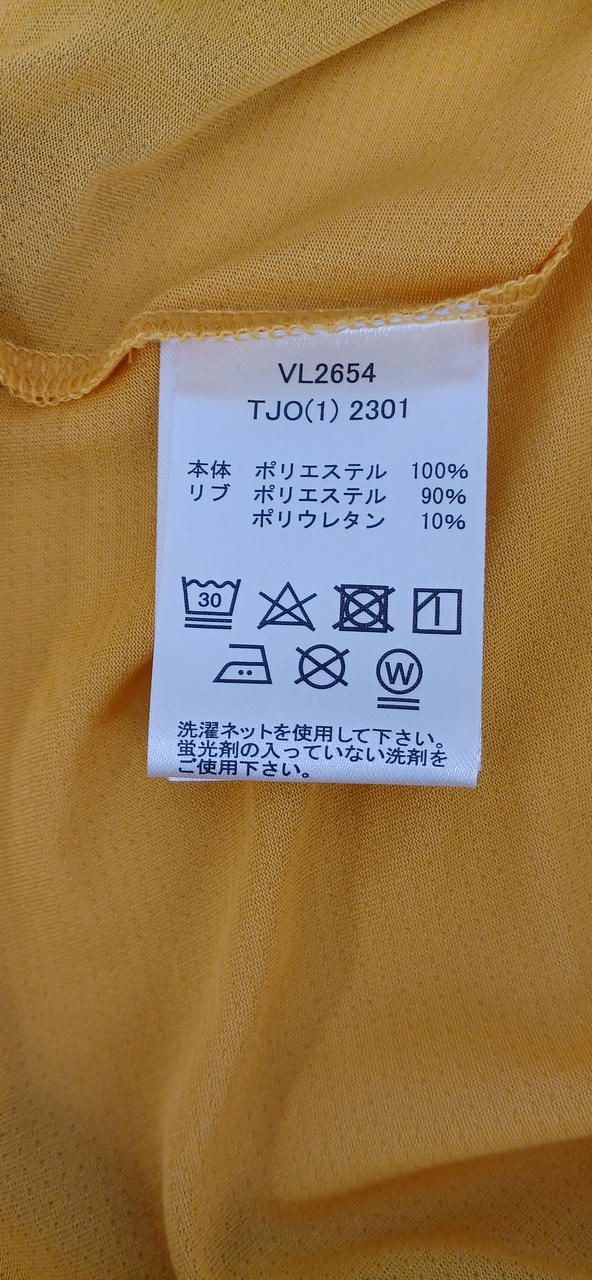 VL2654
TJO(1) 2301
本体 ポリエステル 100%
リブ ポリエステル 90%
ポリウレタン 10%
30
W
洗濯ネットを使用して下さい。
蛍光剤の入っていない洗剤を
ご使用下さい。